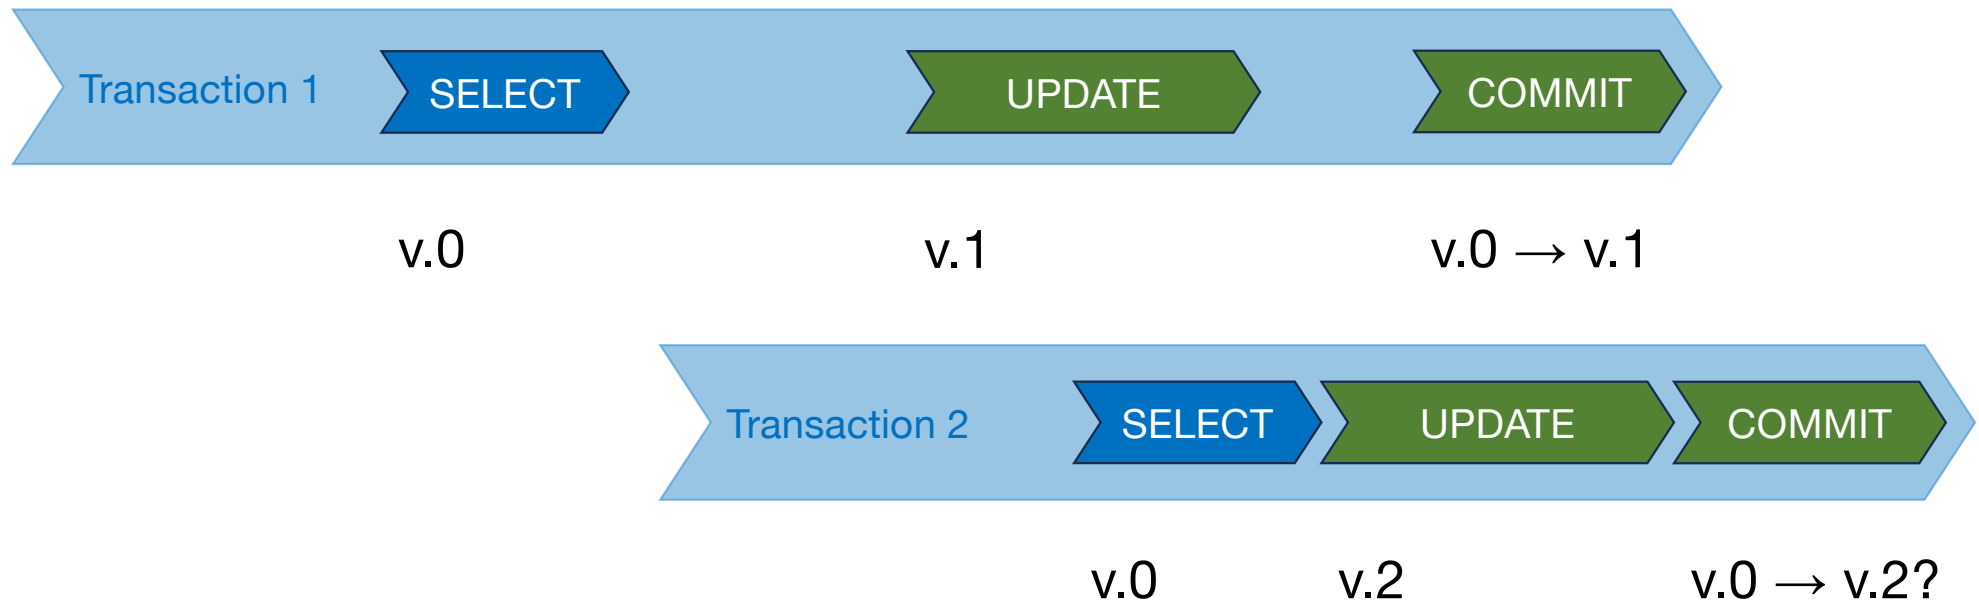 Transaction 1 SELECT UPDATE COMMIT
v.0 v.1 v.0 → v.1
Transaction 2 SELECT UPDATE COMMIT
v.0 v.2 v.0 → v.2?